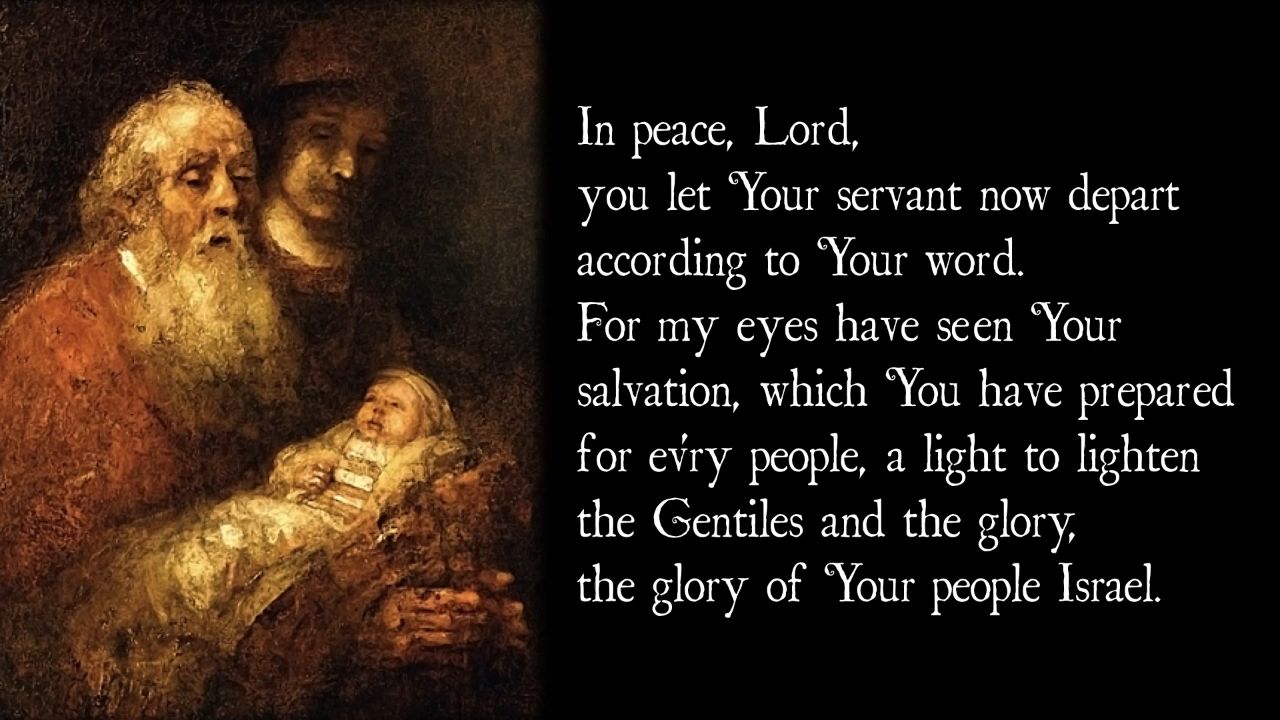 In peace, Lord,
you let Your servant now depart
according to Your word.
For my eyes have seen Your
salvation, which You have prepared
for ev'ry people, a light to lighten
the Gentiles and the glory,
the glory of Your people Israel.